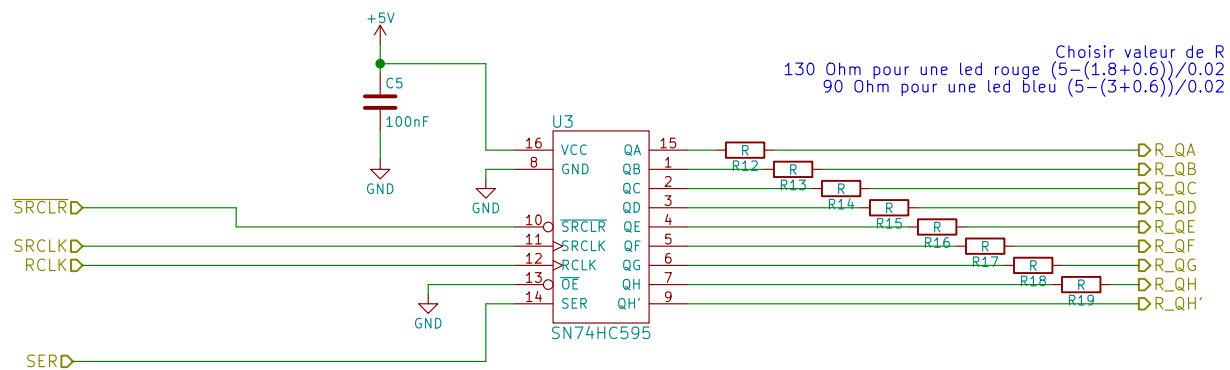 +5V
Choisir valeur de R
130 Ohm pour une led rouge (5-(1.8+0.6))/0.02
90 Ohm pour une led bleu (5-(3+0.6))/0.02
C5
100nF
GND
U3
16 VCC QA 15 R R12 R_QA
8 GND QB 1 R R13 R_QB
GND
QC 2 R R14 R_QC
SRCLR QD 3 R R15 R_QD
10 SRCLR QE 4 R R16 R_QE
SRCLK 11 SRCLK QF 5 R R17 R_QF
RCLK 12 RCLK QG 6 R R18 R_QG
13 OE QH 7 R R19 R_QH
14 SER QH' 9 R_QH'
GND
SN74HC595
SER